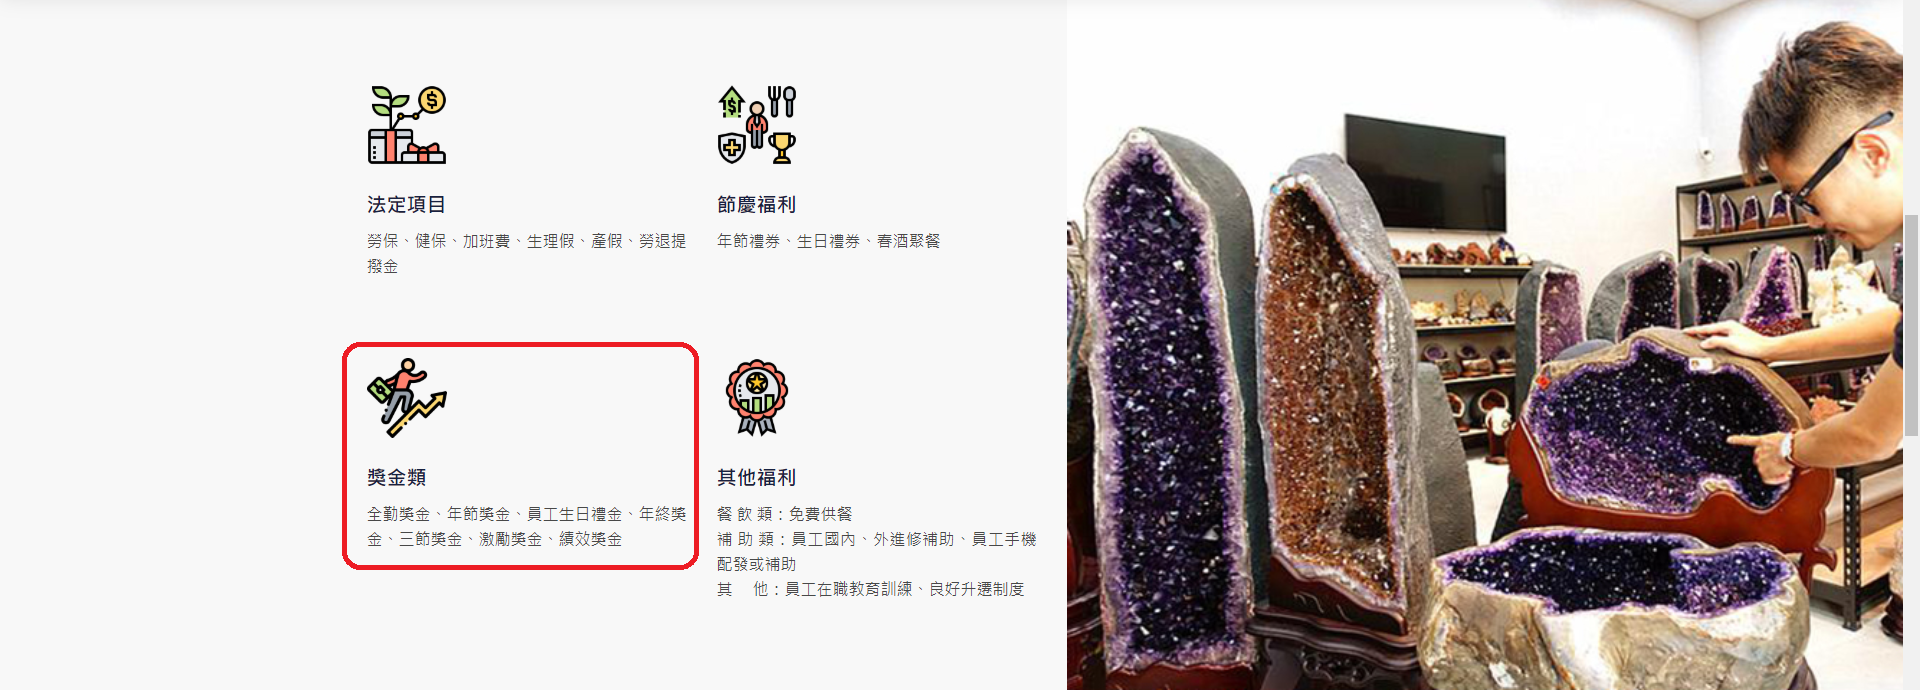 法定項目
勞保、健保、加班費、生理假、產假、勞退提
撥金
節慶福利
年節禮券、生日禮券、春酒聚餐
獎金類
全勤獎金、年節獎金、員工生日禮金、年終獎
金、三節獎金、激勵獎金、績效獎金
其他福利
餐 飲 類：免費供餐
補 助 類：員工國內、外進修補助、員工手機
配發或補助
其　 他：員工在職教育訓練、良好升遷制度